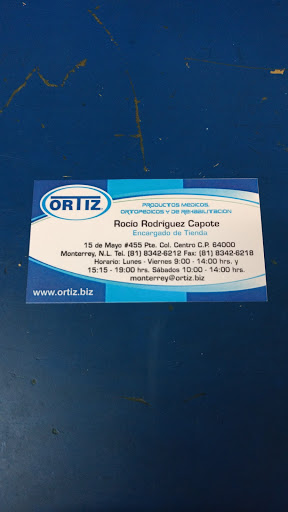 ORTIZ
PRODUCTOS MEDICOS,
ORTOPEDICOS Y DE REHABILITACION
Rocio Rodriguez Capote
Encargado de Tienda
15 de Mayo #455 Pte. Col. Centro C.P. 64000
Monterrey, N.L. Tel. (81) 8342-6212 Fax: (81) 8342-6218
Horario: Lunes - Viernes 9:00 - 14:00 hrs. y
15:15 - 19:00 hrs. Sábados 10:00 - 14:00 hrs.
monterrey@ortiz.biz
www.ortiz.biz